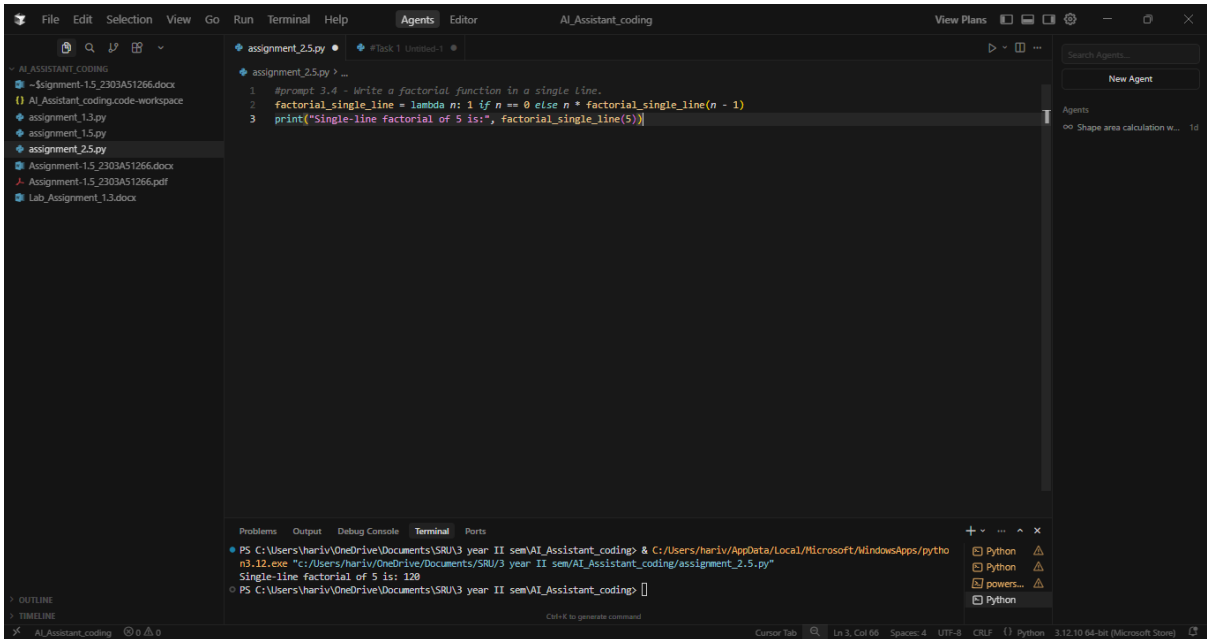 File Edit Selection View Go Run Terminal Help Agents Editor AI_Assistant_coding View Plans
AI_ASSISTANT_CODING
~$signment-1.5_2303A51266.docx
{} AI_Assistant_coding.code-workspace
assignment_1.3.py
assignment_1.5.py
assignment_2.5.py
Assignment-1.5_2303A51266.docx
Assignment-1.5_2303A51266.pdf
Lab_Assignment_1.3.docx
OUTLINE
TIMELINE
assignment_2.5.py ● #Task 1 Untitled-1 ●
assignment_2.5.py > ...
1 #prompt 3.4 - Write a factorial function in a single line.
2 factorial_single_line = lambda n: 1 if n == 0 else n * factorial_single_line(n - 1)
3 print("Single-line factorial of 5 is:", factorial_single_line(5))
Search Agents...
New Agent
Agents
Shape area calculation w... 1d
Problems Output Debug Console Terminal Ports
PS C:\Users\hariv\OneDrive\Documents\SRU\3 year II sem\AI_Assistant_coding> & C:/Users/hariv/AppData/Local/Microsoft/WindowsApps/pytho
n3.12.exe "c:/Users/hariv/OneDrive/Documents/SRU/3 year II sem/AI_Assistant_coding/assignment_2.5.py"
Single-line factorial of 5 is: 120
PS C:\Users\hariv\OneDrive\Documents\SRU\3 year II sem\AI_Assistant_coding>
Ctrl+K to generate command
Python
Python
powers...
Python
AI_Assistant_coding 0 0 Cursor Tab Ln 3, Col 66 Spaces: 4 UTF-8 CRLF {} Python 3.12.10 64-bit (Microsoft Store)